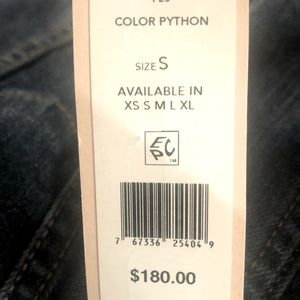 COLOR PYTHON
SIZE S
AVAILABLE IN
XS S M L XL
7 67336 25404 9
$180.00